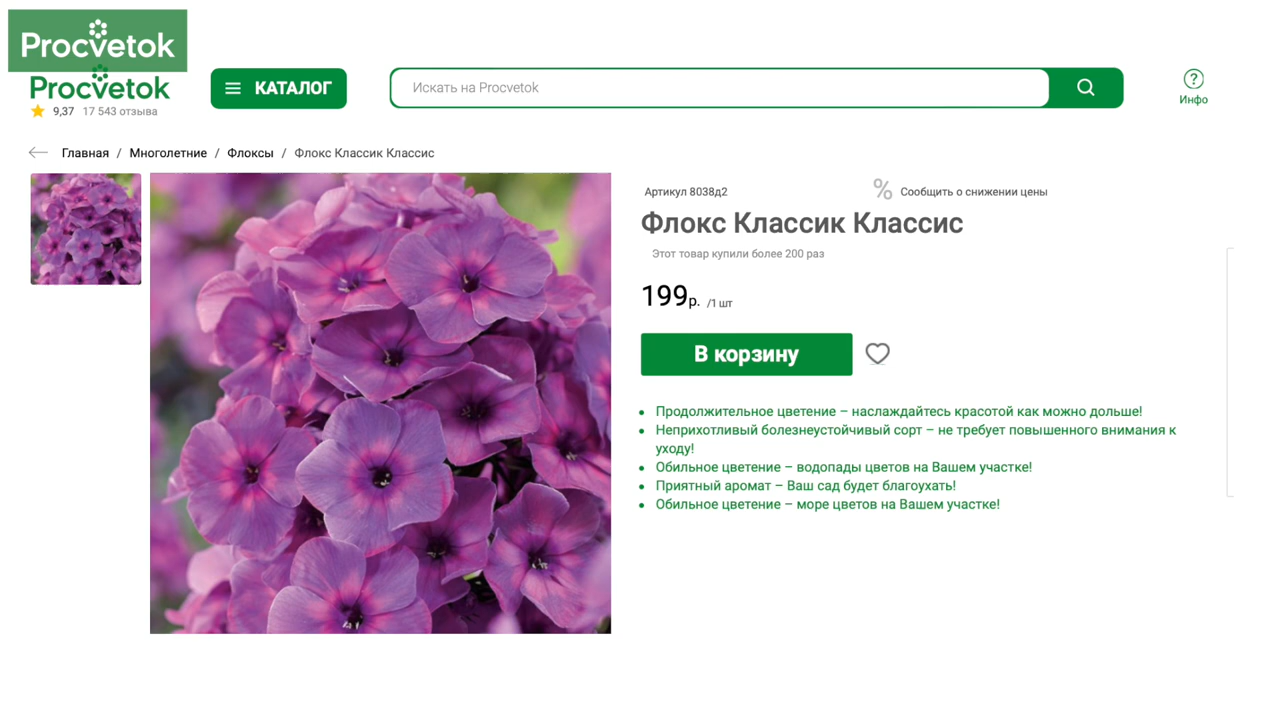 Procvetok
Procvetok
9,37 17 543 отзыва
КАТАЛОГ
Искать на Procvetok
?
Инфо
Главная / Многолетние / Флоксы / Флокс Классик Классис
Артикул 8038д2
% Сообщить о снижении цены
Флокс Классик Классис
Этот товар купили более 200 раз
199р. /1 шт
В корзину
• Продолжительное цветение – наслаждайтесь красотой как можно дольше!
• Неприхотливый болезнеустойчивый сорт – не требует повышенного внимания к
уходу!
• Обильное цветение – водопады цветов на Вашем участке!
• Приятный аромат – Ваш сад будет благоухать!
• Обильное цветение – море цветов на Вашем участке!